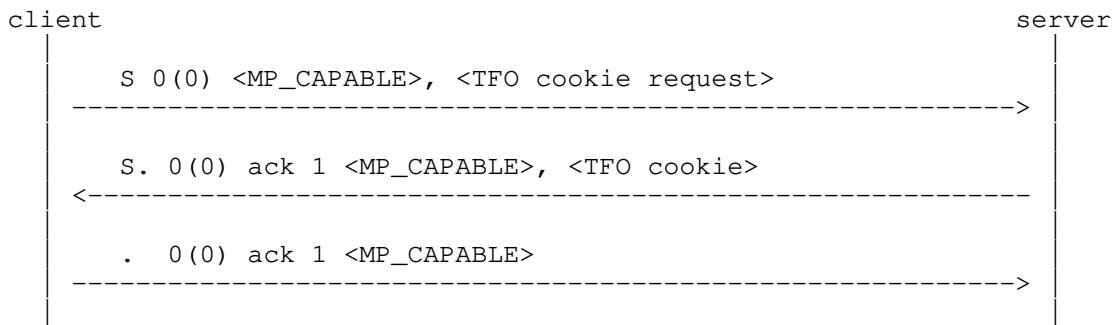 client server
S 0(0) <MP_CAPABLE>, <TFO cookie request>
S. 0(0) ack 1 <MP_CAPABLE>, <TFO cookie>
. 0(0) ack 1 <MP_CAPABLE>